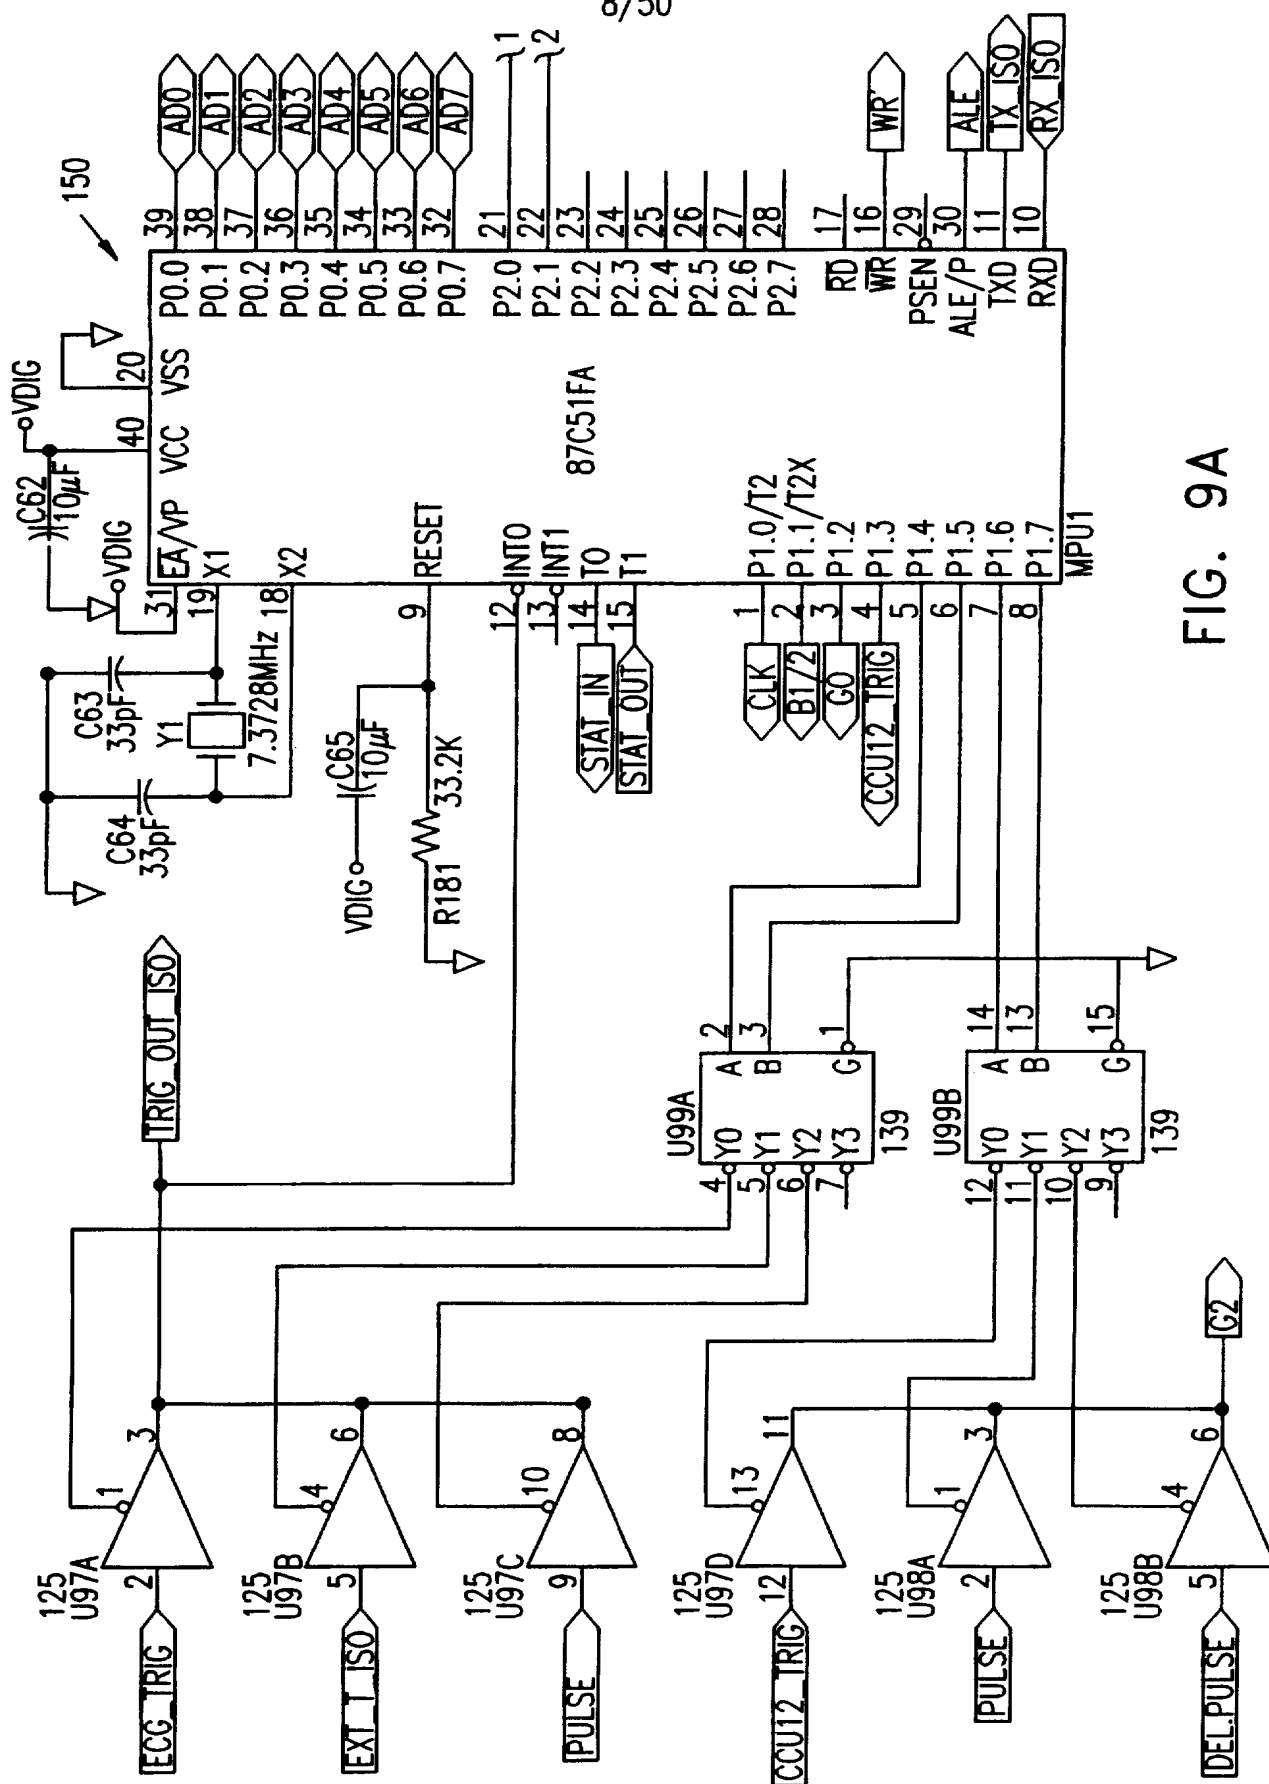 8/50
150
39 P0.0 AD0
38 P0.1 AD1
37 P0.2 AD2
36 P0.3 AD3
35 P0.4 AD4
34 P0.5 AD5
33 P0.6 AD6
32 P0.7 AD7
21 P2.0 1
22 P2.1 2
23 P2.2
24 P2.3
25 P2.4
26 P2.5
27 P2.6
28 P2.7
17 RD
16 WR WR'
29 PSEN
30 ALE/P ALE
11 TXD TX_ISO
10 RXD RX_ISO
VDIG
C62
10µF
40 VCC
20 VSS
87C51FA
MPU1
VDIG
31 EA/VP
19 X1
18 X2
C63
33pF
Y1
7.3728MHz
C64
33pF
9 RESET
C65
10µF
VDIG
33.2K
R181
12 INT0
13 INT1
STAT_IN 14 T0
STAT_OUT 15 T1
CLK 1 P1.0/T2
B1/2 2 P1.1/T2X
GO 3 P1.2
CCU12_TRIG 4 P1.3
5 P1.4
6 P1.5
7 P1.6
8 P1.7
TRIG_OUT_ISO
U99A
4 Y0 A 2
5 Y1 B 3
6 Y2
7 Y3 G 1
139
U99B
12 Y0 A 14
11 Y1 B 13
10 Y2
9 Y3 G 15
139
125
U97A
ECG_TRIG 2 1 3
125
U97B
EXT_T_ISO 5 4 6
125
U97C
PULSE 9 10 8
125
U97D
CCU12_TRIG 12 13 11
125
U98A
PULSE 2 1 3
125
U98B
DEL.PULSE 5 4 6
G2
FIG. 9A